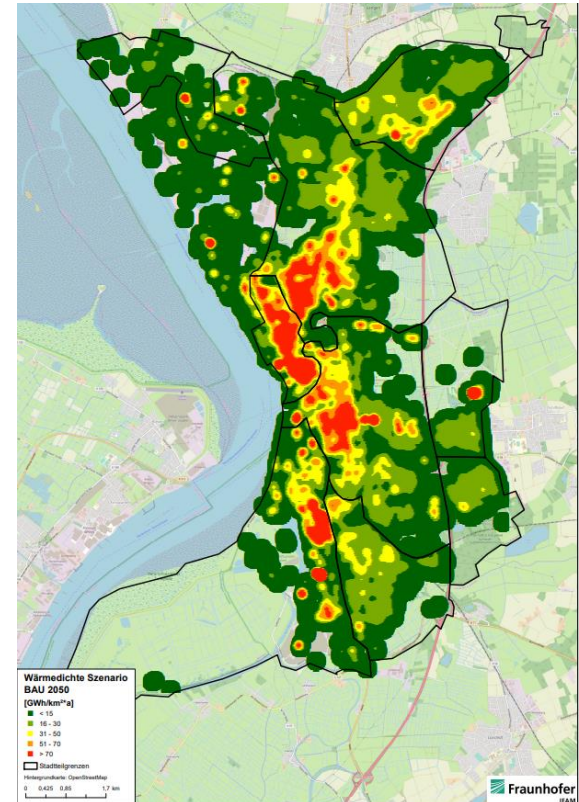 Wärmedichte Szenario
BAU 2050
[GWh/km²*a]
< 15
16 - 30
31 - 50
51 - 70
> 70
Stadtteilgrenzen
Hintergrundkarte: OpenStreetMap
0 0,425 0,85 1,7 km
Fraunhofer
IFAM